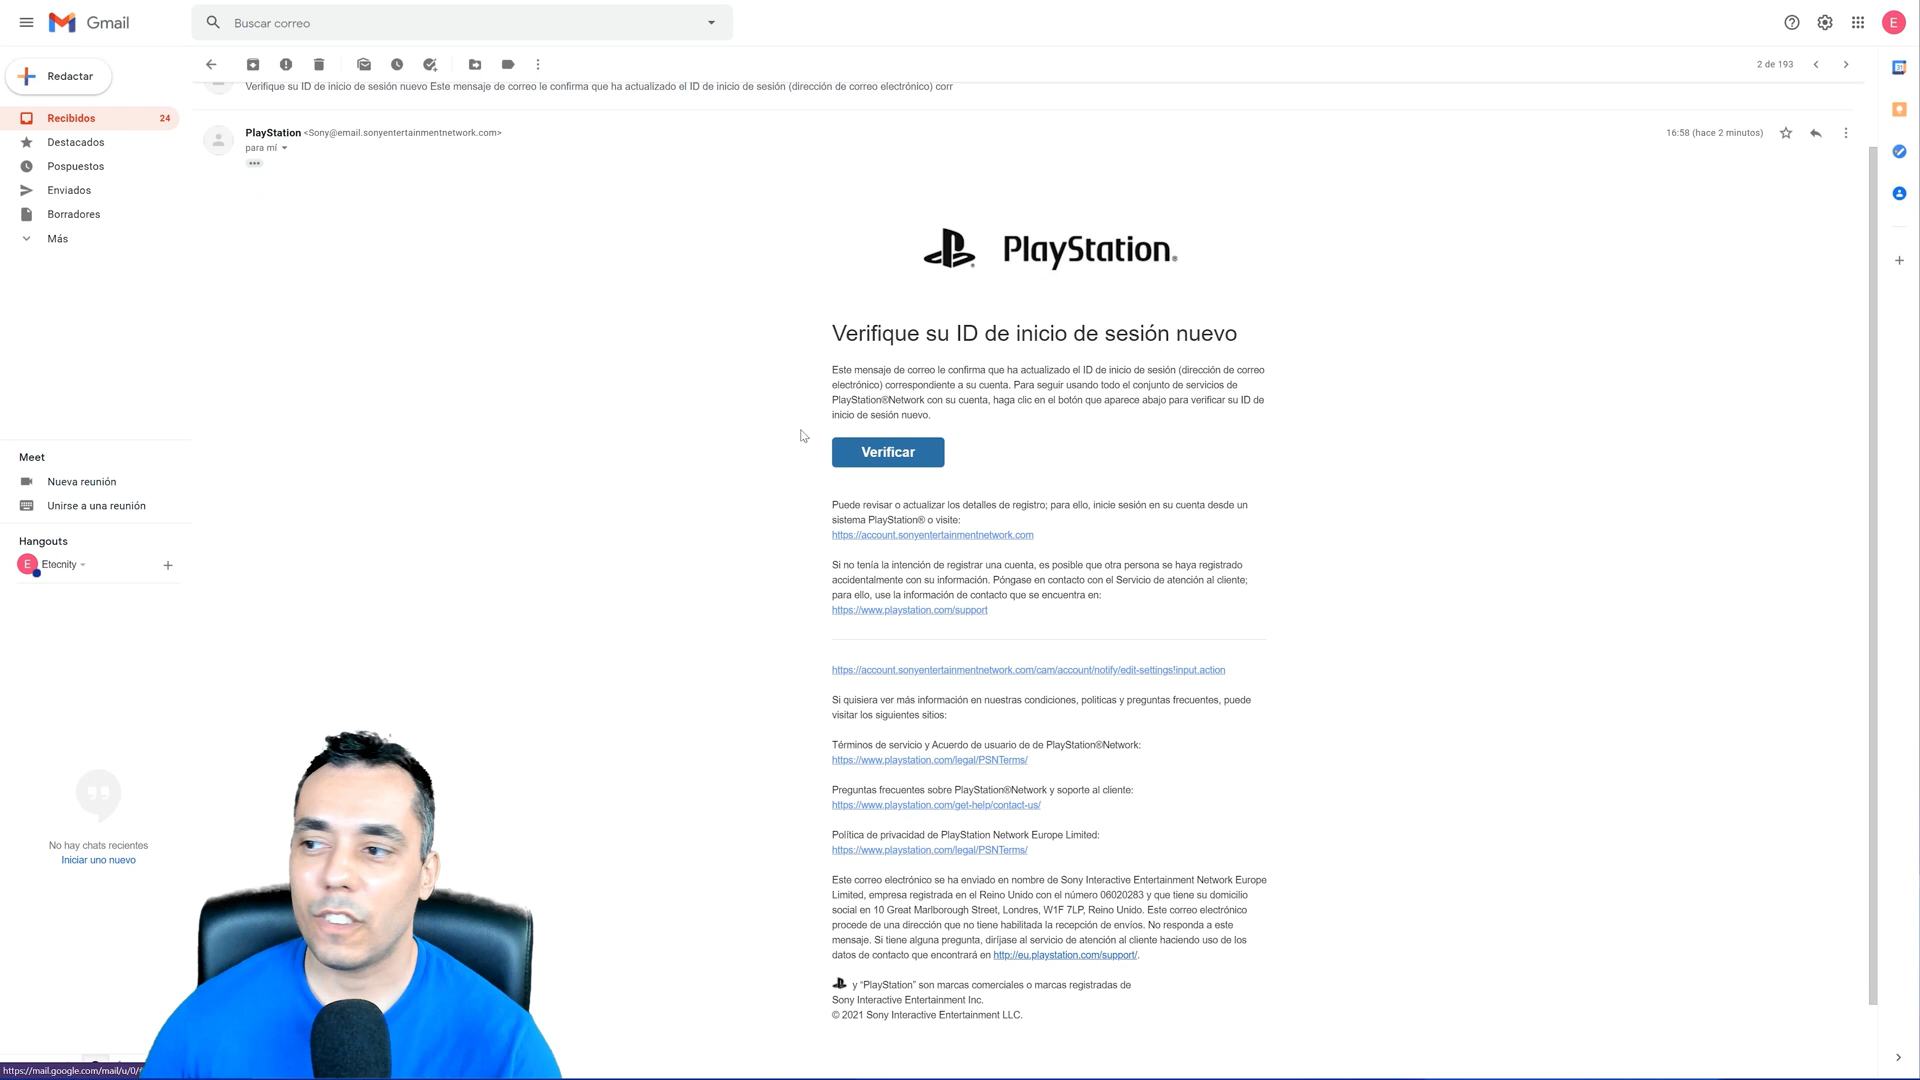 Gmail
Buscar correo
E
Redactar
2 de 193
Recibidos 24
Destacados
Pospuestos
Enviados
Borradores
Más
Verifique su ID de inicio de sesión nuevo Este mensaje de correo le confirma que ha actualizado el ID de inicio de sesión (dirección de correo electrónico) corr
PlayStation <Sony@email.sonyentertainmentnetwork.com>
16:58 (hace 2 minutos)
para mí
PlayStation®
Verifique su ID de inicio de sesión nuevo
Este mensaje de correo le confirma que ha actualizado el ID de inicio de sesión (dirección de correo
electrónico) correspondiente a su cuenta. Para seguir usando todo el conjunto de servicios de
PlayStation®Network con su cuenta, haga clic en el botón que aparece abajo para verificar su ID de
inicio de sesión nuevo.
Verificar
Puede revisar o actualizar los detalles de registro; para ello, inicie sesión en su cuenta desde un
sistema PlayStation® o visite:
https://account.sonyentertainmentnetwork.com
Si no tenía la intención de registrar una cuenta, es posible que otra persona se haya registrado
accidentalmente con su información. Póngase en contacto con el Servicio de atención al cliente;
para ello, use la información de contacto que se encuentra en:
https://www.playstation.com/support
https://account.sonyentertainmentnetwork.com/cam/account/notify/edit-settings!input.action
Si quisiera ver más información en nuestras condiciones, politicas y preguntas frecuentes, puede
visitar los siguientes sitios:
Términos de servicio y Acuerdo de usuario de de PlayStation®Network:
https://www.playstation.com/legal/PSNTerms/
Preguntas frecuentes sobre PlayStation®Network y soporte al cliente:
https://www.playstation.com/get-help/contact-us/
Política de privacidad de PlayStation Network Europe Limited:
https://www.playstation.com/legal/PSNTerms/
Este correo electrónico se ha enviado en nombre de Sony Interactive Entertainment Network Europe
Limited, empresa registrada en el Reino Unido con el número 06020283 y que tiene su domicilio
social en 10 Great Marlborough Street, Londres, W1F 7LP, Reino Unido. Este correo electrónico
procede de una dirección que no tiene habilitada la recepción de envíos. No responda a este
mensaje. Si tiene alguna pregunta, diríjase al servicio de atención al cliente haciendo uso de los
datos de contacto que encontrará en http://eu.playstation.com/support/.
y "PlayStation" son marcas comerciales o marcas registradas de
Sony Interactive Entertainment Inc.
© 2021 Sony Interactive Entertainment LLC.
Meet
Nueva reunión
Unirse a una reunión
Hangouts
E Etecnity
No hay chats recientes
Iniciar uno nuevo
https://mail.google.com/mail/u/0/